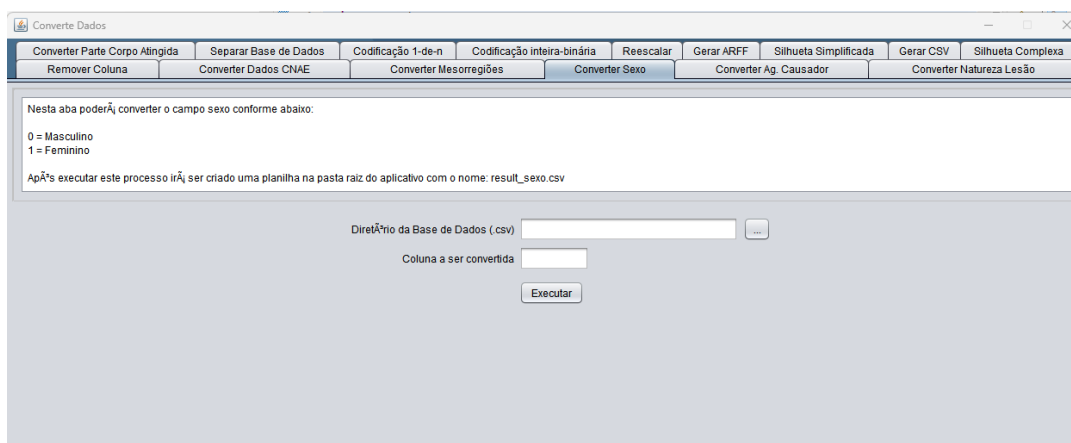 Converte Dados
Converter Parte Corpo Atingida Separar Base de Dados Codificação 1-de-n Codificação inteira-binária Reescalar Gerar ARFF Silhueta Simplificada Gerar CSV Silhueta Complexa
Remover Coluna Converter Dados CNAE Converter Mesorregiões Converter Sexo Converter Ag. Causador Converter Natureza Lesão
Nesta aba poderÃ¡ converter o campo sexo conforme abaixo:
0 = Masculino
1 = Feminino
ApÃ³s executar este processo irÃ¡ ser criado uma planilha na pasta raiz do aplicativo com o nome: result_sexo.csv
DiretÃ³rio da Base de Dados (.csv) ...
Coluna a ser convertida
Executar